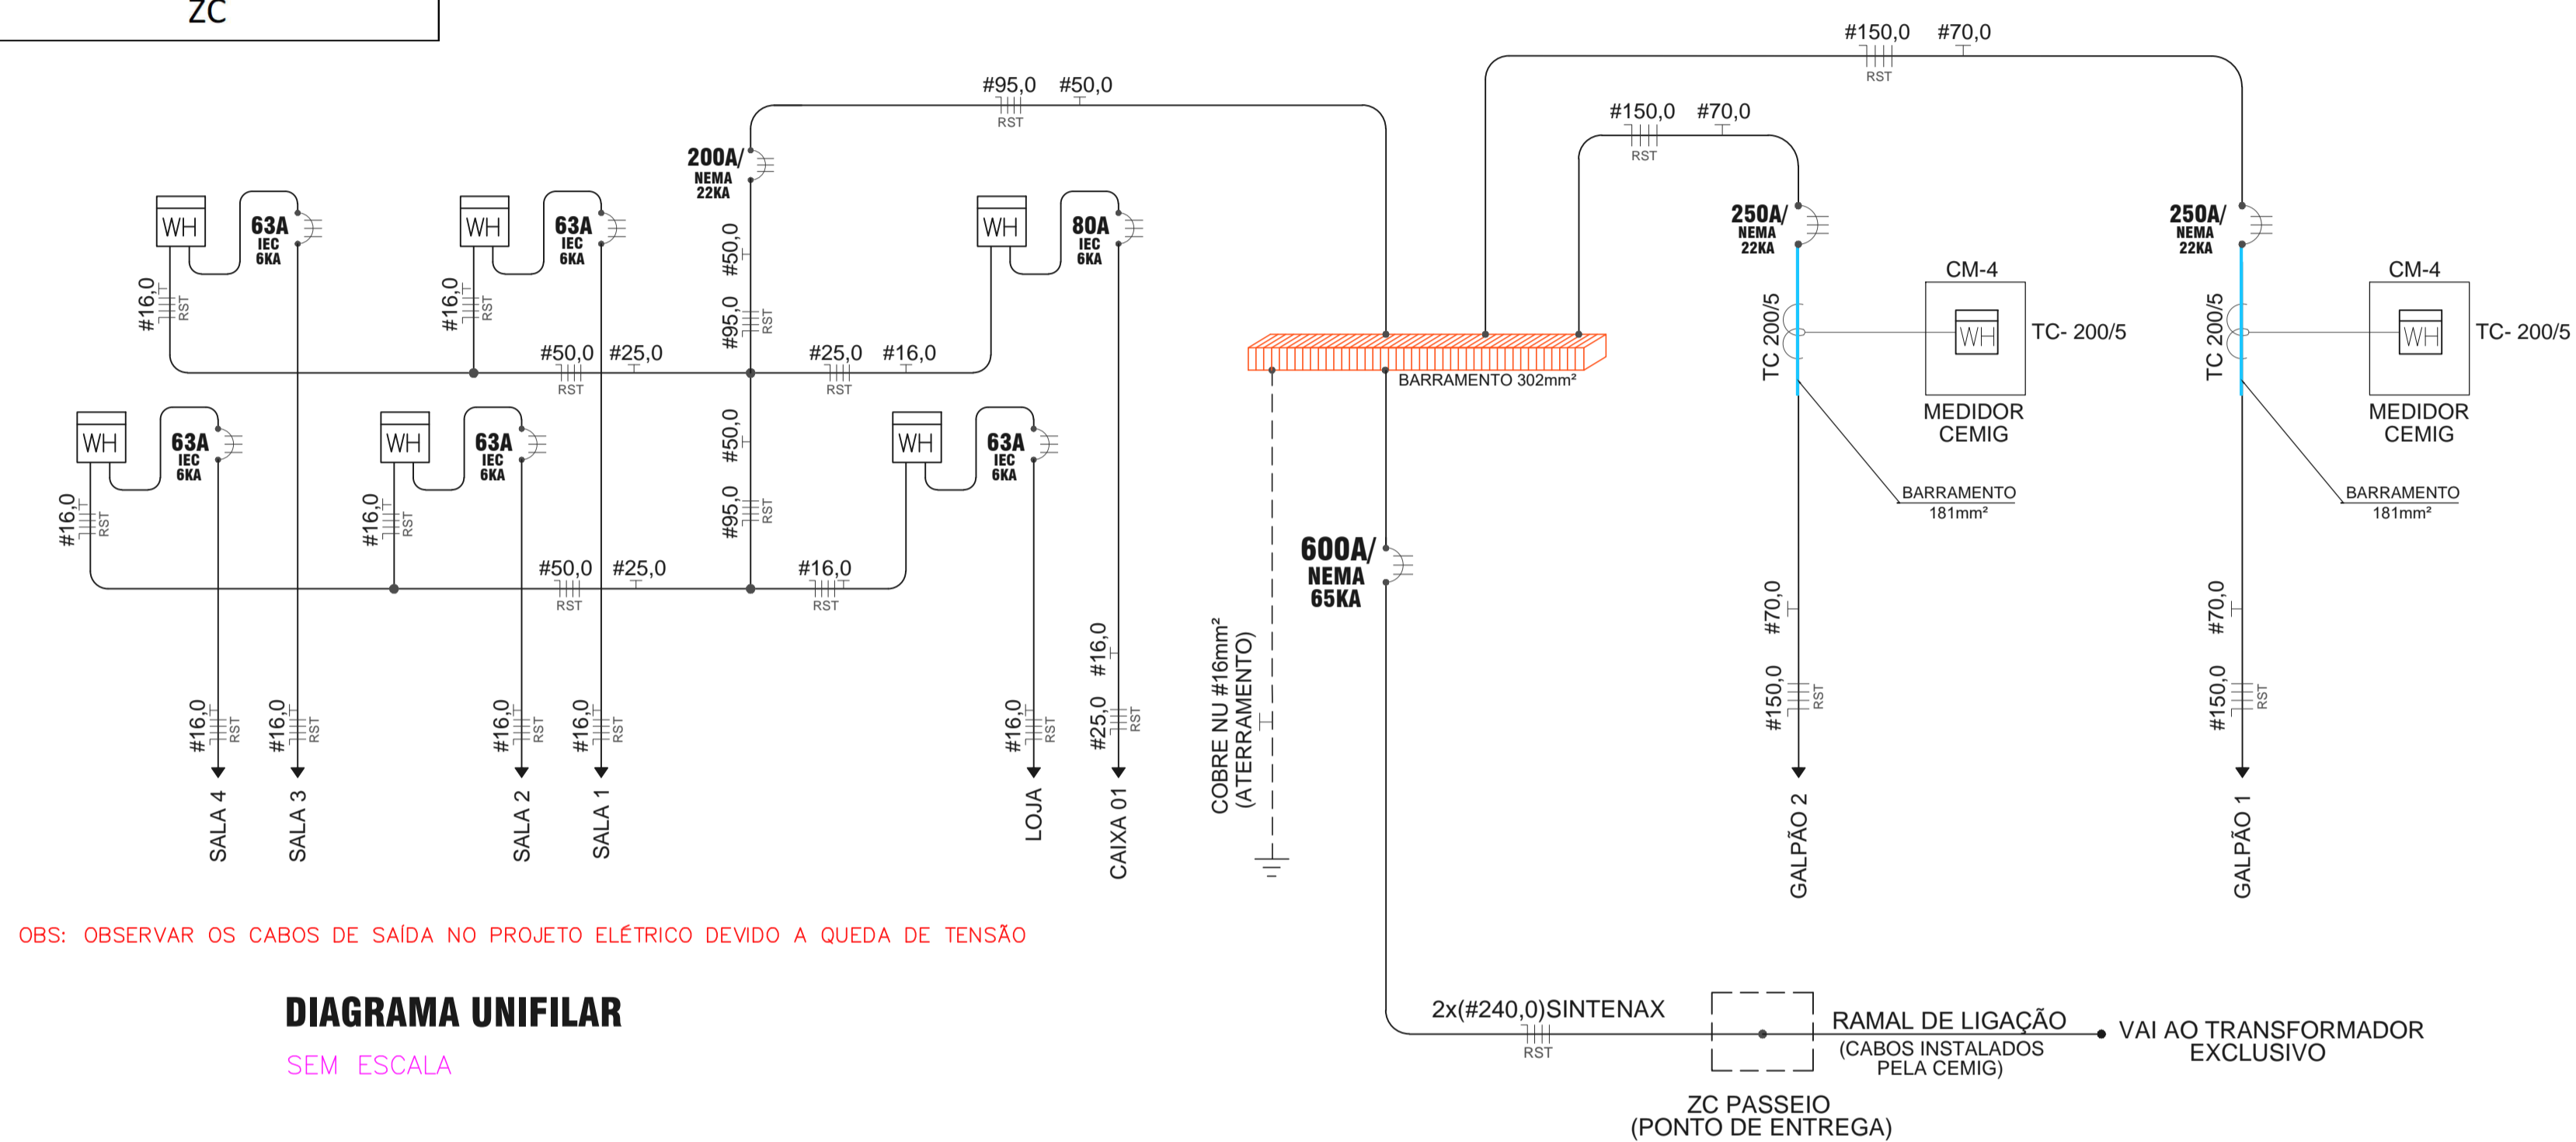 ZC
#150,0 #70,0
RST
#95,0 #50,0
RST
#150,0 #70,0
RST
200A/
NEMA
22KA
WH
63A
IEC
6KA
WH
63A
IEC
6KA
WH
80A
IEC
6KA
250A/
NEMA
22KA
250A/
NEMA
22KA
#16,0
RST
#16,0
RST
#50,0
#95,0
RST
CM-4
WH
TC 200/5
TC- 200/5
MEDIDOR
CEMIG
CM-4
WH
TC 200/5
TC- 200/5
MEDIDOR
CEMIG
#50,0 #25,0
RST
#25,0 #16,0
RST
BARRAMENTO 302mm²
WH
63A
IEC
6KA
WH
63A
IEC
6KA
WH
63A
IEC
6KA
#50,0
#95,0
RST
#16,0
RST
#16,0
RST
BARRAMENTO
181mm²
BARRAMENTO
181mm²
#50,0 #25,0
RST
#16,0
RST
600A/
NEMA
65KA
COBRE NU #16mm²
(ATERRAMENTO)
#16,0
RST
#16,0
RST
#16,0
RST
#16,0
RST
#16,0
RST
#16,0
#25,0
RST
#70,0
#150,0
RST
#70,0
#150,0
RST
SALA 4
SALA 3
SALA 2
SALA 1
LOJA
CAIXA 01
GALPÃO 2
GALPÃO 1
OBS: OBSERVAR OS CABOS DE SAÍDA NO PROJETO ELÉTRICO DEVIDO A QUEDA DE TENSÃO
DIAGRAMA UNIFILAR
SEM ESCALA
2x(#240,0)SINTENAX
RST
RAMAL DE LIGAÇÃO
(CABOS INSTALADOS
PELA CEMIG)
VAI AO TRANSFORMADOR
EXCLUSIVO
ZC PASSEIO
(PONTO DE ENTREGA)